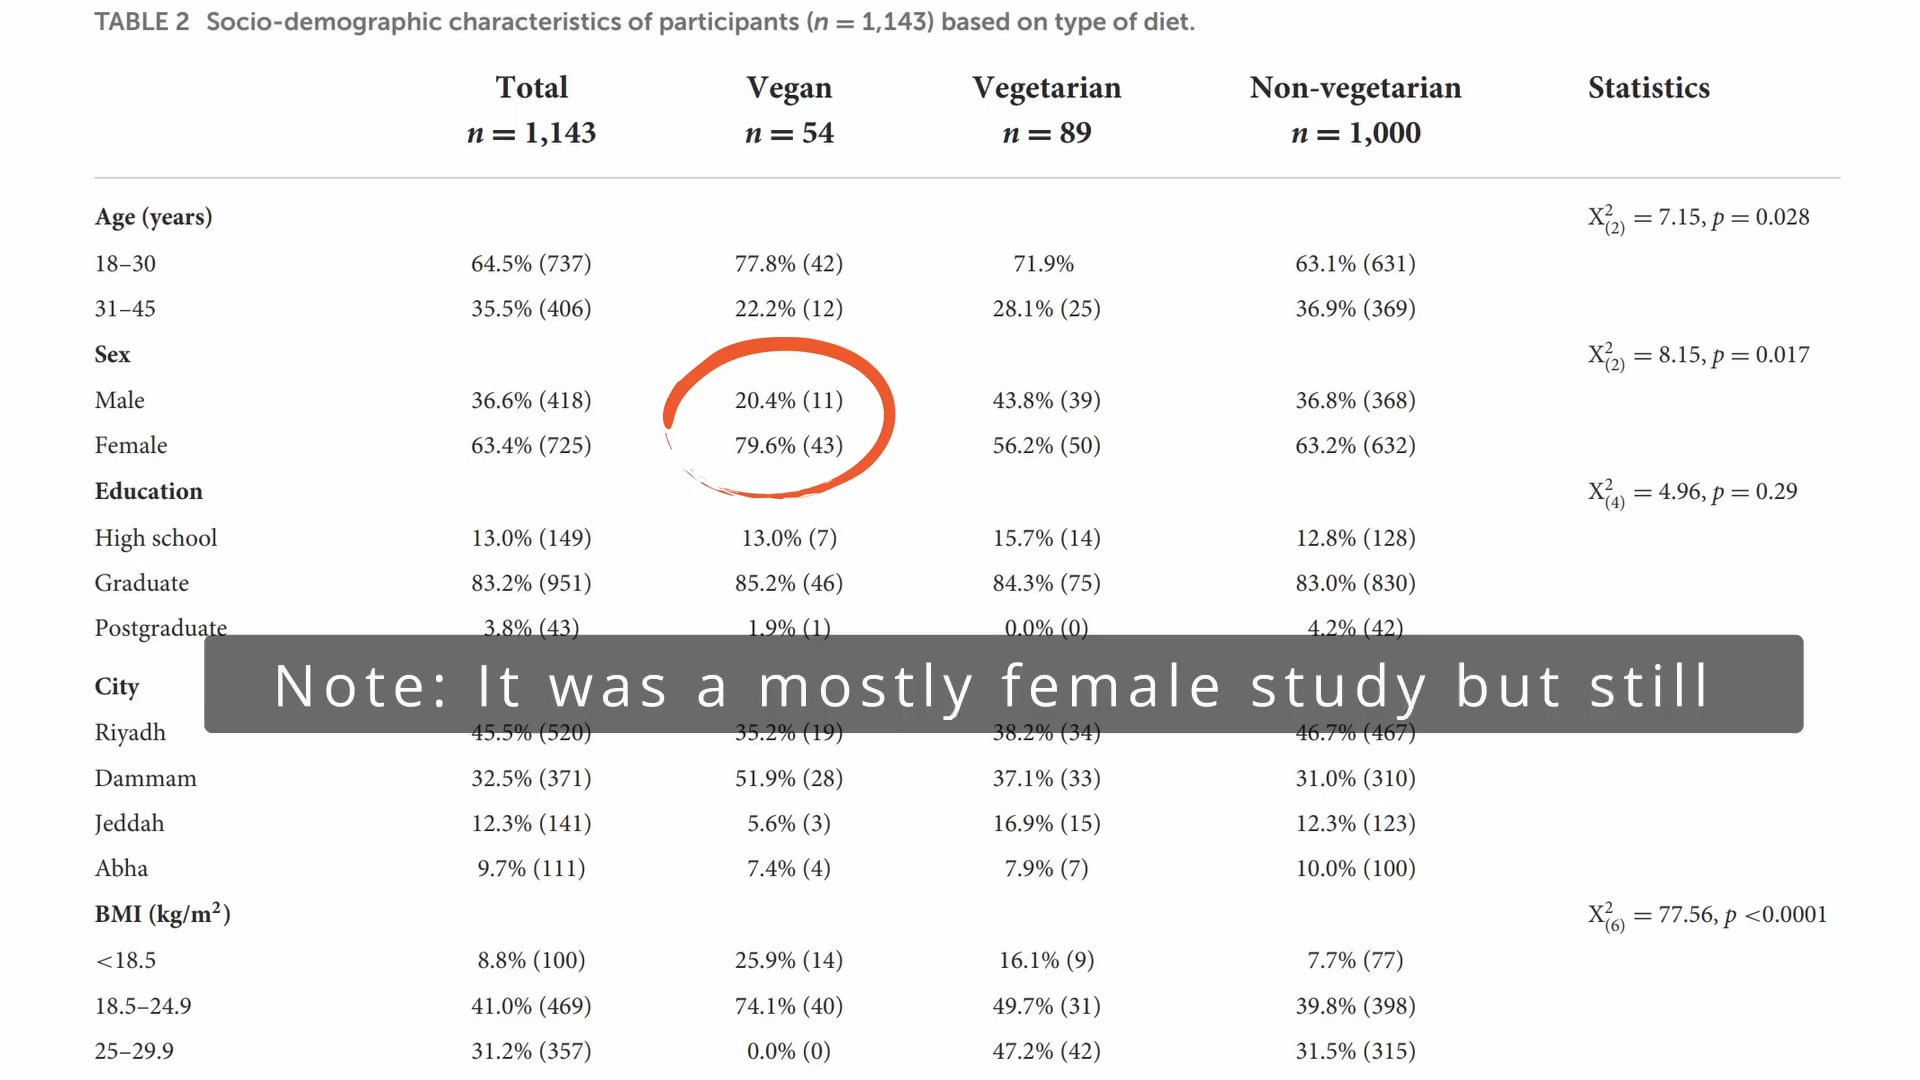 TABLE 2 Socio-demographic characteristics of participants (n = 1,143) based on type of diet.
Total Vegan Vegetarian Non-vegetarian Statistics
n = 1,143 n = 54 n = 89 n = 1,000
Age (years) X²(2) = 7.15, p = 0.028
18–30 64.5% (737) 77.8% (42) 71.9% 63.1% (631)
31–45 35.5% (406) 22.2% (12) 28.1% (25) 36.9% (369)
Sex X²(2) = 8.15, p = 0.017
Male 36.6% (418) 20.4% (11) 43.8% (39) 36.8% (368)
Female 63.4% (725) 79.6% (43) 56.2% (50) 63.2% (632)
Education X²(4) = 4.96, p = 0.29
High school 13.0% (149) 13.0% (7) 15.7% (14) 12.8% (128)
Graduate 83.2% (951) 85.2% (46) 84.3% (75) 83.0% (830)
Postgraduate 3.8% (43) 1.9% (1) 0.0% (0) 4.2% (42)
City
Note: It was a mostly female study but still
Riyadh 45.5% (520) 35.2% (19) 38.2% (34) 46.7% (467)
Dammam 32.5% (371) 51.9% (28) 37.1% (33) 31.0% (310)
Jeddah 12.3% (141) 5.6% (3) 16.9% (15) 12.3% (123)
Abha 9.7% (111) 7.4% (4) 7.9% (7) 10.0% (100)
BMI (kg/m²) X²(6) = 77.56, p <0.0001
<18.5 8.8% (100) 25.9% (14) 16.1% (9) 7.7% (77)
18.5–24.9 41.0% (469) 74.1% (40) 49.7% (31) 39.8% (398)
25–29.9 31.2% (357) 0.0% (0) 47.2% (42) 31.5% (315)